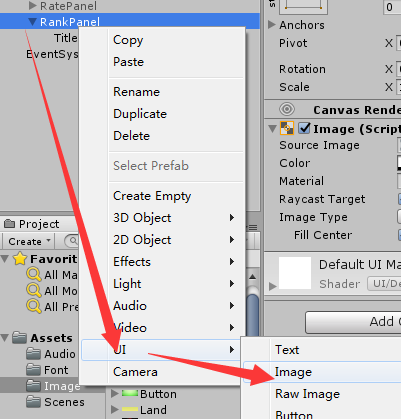 RatePanel
RankPanel
Title
EventSys
Copy
Paste
Rename
Duplicate
Delete
Select Prefab
Create Empty
3D Object
2D Object
Effects
Light
Audio
Video
UI
Camera
Text
Image
Raw Image
Button
Project
Create
Favorit
All Ma
All Mo
All Pre
Assets
Audio
Font
Image
Scenes
Button
Land
0
Anchors
Pivot X
Rotation X
Scale X
Canvas Rende
Image (Scrip
Source Image
Color
Material
Raycast Target
Image Type
Fill Center
Default UI Ma
Shader UI/De
Add C